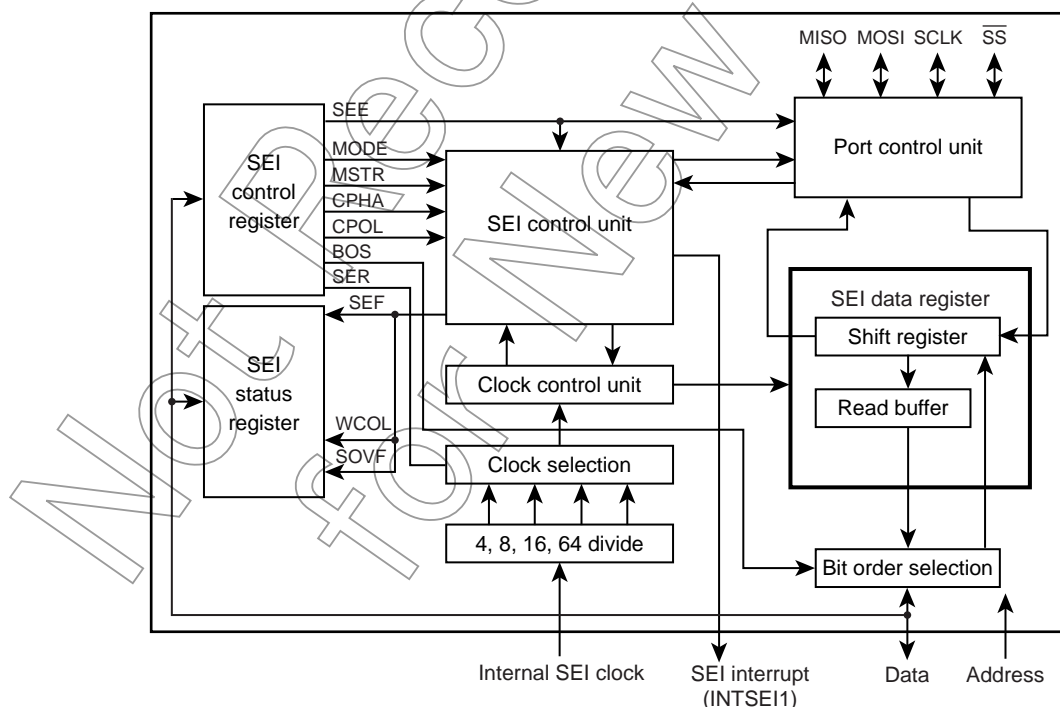 MISO MOSI SCLK SS
SEE
MODE
MSTR
CPHA
CPOL
BOS
SER
SEF
WCOL
SOVF
SEI
control
register
SEI
status
register
SEI control unit
Port control unit
SEI data register
Shift register
Read buffer
Clock control unit
Clock selection
4, 8, 16, 64 divide
Bit order selection
Internal SEI clock
SEI interrupt
(INTSEI1)
Data
Address
Not Reco
for New